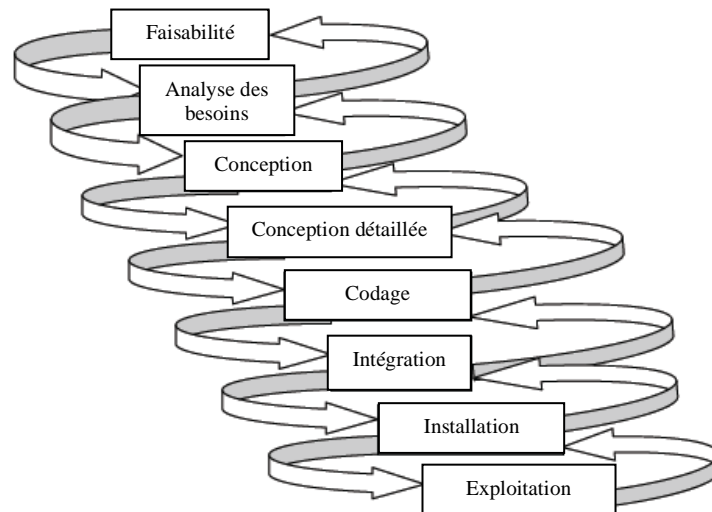 Faisabilité
Analyse des
besoins
Conception
Conception détaillée
Codage
Intégration
Installation
Exploitation